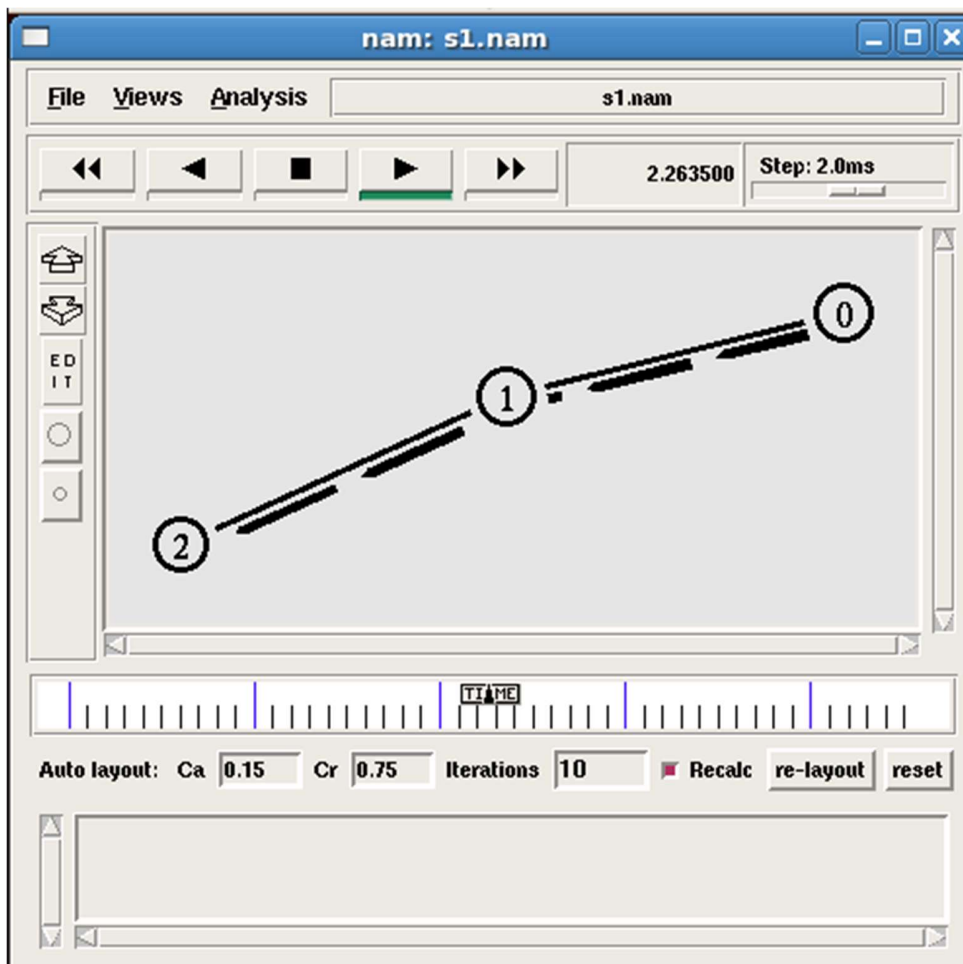 nam: s1.nam
File Views Analysis s1.nam
2.263500 Step: 2.0ms
0
ED
IT
1
2
TIME
Auto layout: Ca 0.15 Cr 0.75 Iterations 10 Recalc re-layout reset